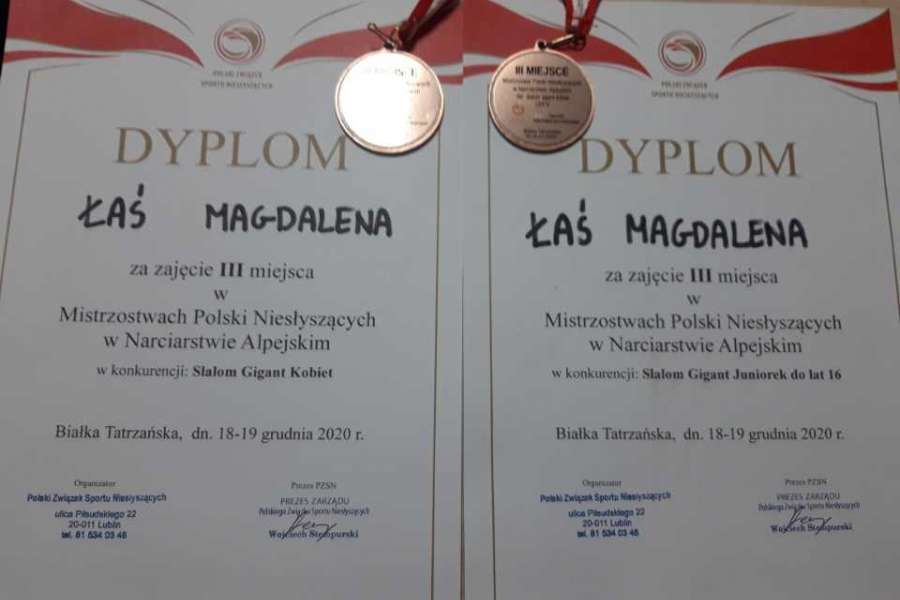 POLSKI ZWIĄZEK
SPORTU NIESŁYSZĄCYCH
DYPLOM
ŁAŚ MAGDALENA
za zajęcie III miejsca
w
Mistrzostwach Polski Niesłyszących
w Narciarstwie Alpejskim
w konkurencji: Slalom Gigant Kobiet
Białka Tatrzańska, dn. 18-19 grudnia 2020 r.
Organizator
Polski Związek Sportu Niesłyszących
ulica Piłsudskiego 22
20-011 Lublin
tel. 81 534 03 48
Prezes PZSN
PREZES ZARZĄDU
Polskiego Związku Sportu Niesłyszących
Wojciech
POLSKI ZWIĄZEK
SPORTU NIESŁYSZĄCYCH
III MIEJSCE
Mistrzostwa Polski Niesłyszących
w Narciarstwie Alpejskim
DYPLOM
ŁAŚ MAGDALENA
za zajęcie III miejsca
w
Mistrzostwach Polski Niesłyszących
w Narciarstwie Alpejskim
w konkurencji: Slalom Gigant Juniorek do lat 16
Białka Tatrzańska, dn. 18-19 grudnia 2020 r.
Organizator
Polski Związek Sportu Niesłyszących
ulica Piłsudskiego 22
20-011 Lublin
tel. 81 534 03 48
Prezes PZSN
PREZES ZARZĄDU
Polskiego Związku Sportu Niesłyszących
Wojciech